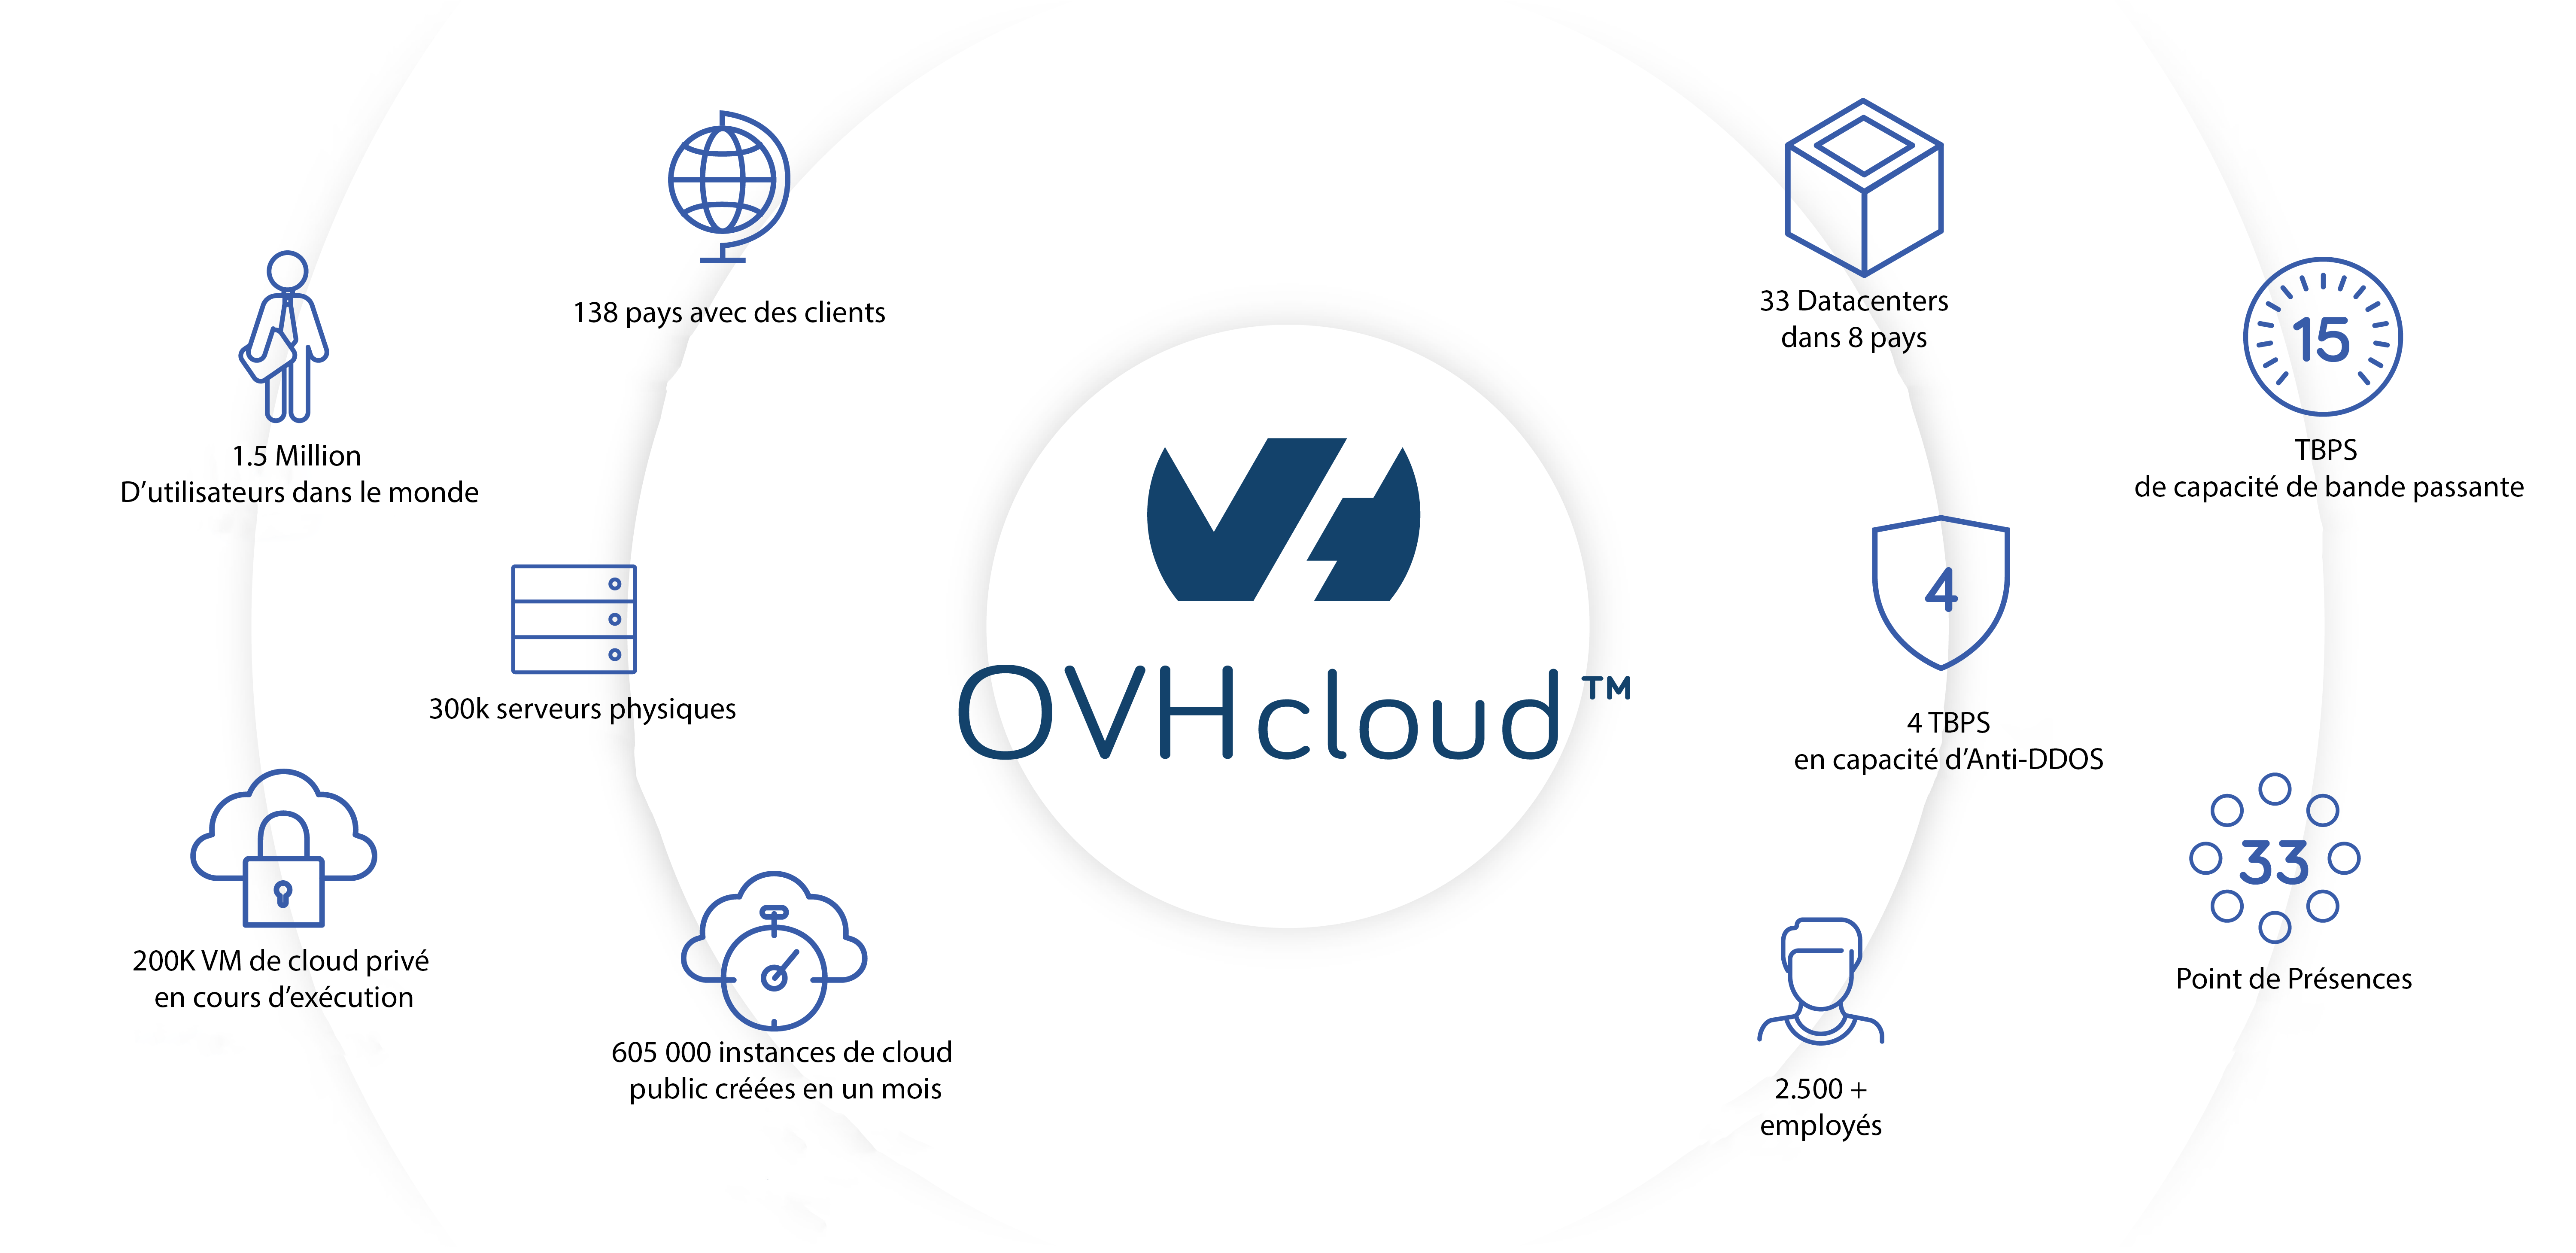 138 pays avec des clients
1.5 Million
D’utilisateurs dans le monde
300k serveurs physiques
200K VM de cloud privé
en cours d’exécution
605 000 instances de cloud
public créées en un mois
OVHcloud™
33 Datacenters
dans 8 pays
15
TBPS
de capacité de bande passante
4
4 TBPS
en capacité d’Anti-DDOS
33
Point de Présences
2.500 +
employés